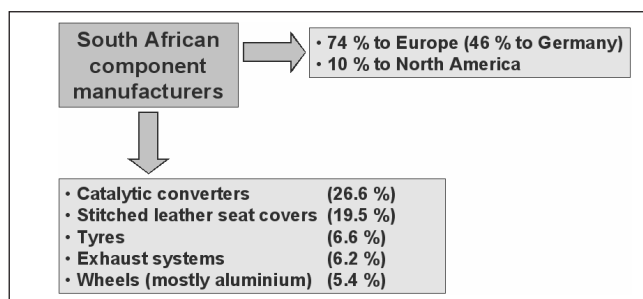 South African
component
manufacturers
• 74 % to Europe (46 % to Germany)
• 10 % to North America
• Catalytic converters (26.6 %)
• Stitched leather seat covers (19.5 %)
• Tyres (6.6 %)
• Exhaust systems (6.2 %)
• Wheels (mostly aluminium) (5.4 %)